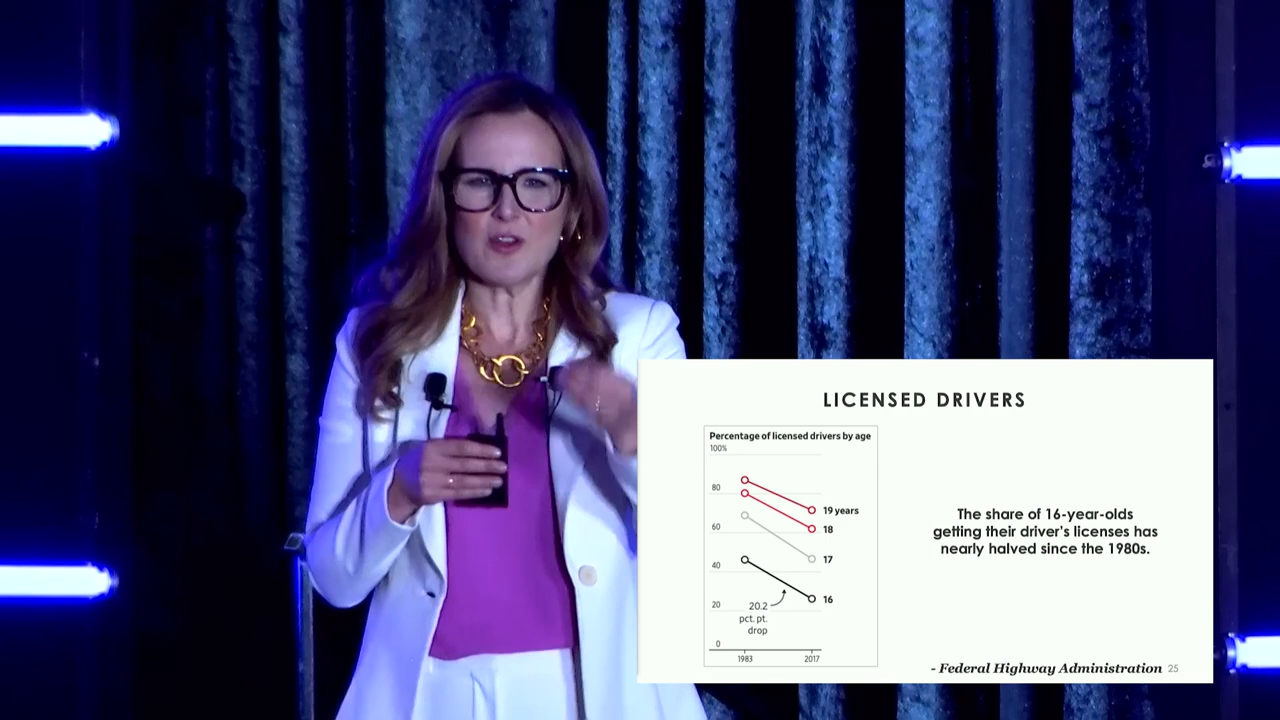 LICENSED DRIVERS
Percentage of licensed drivers by age
100%
80
60
40
20
0
19 years
18
17
16
20.2
pct. pt.
drop
1983 2017
The share of 16-year-olds
getting their driver's licenses has
nearly halved since the 1980s.
- Federal Highway Administration 25